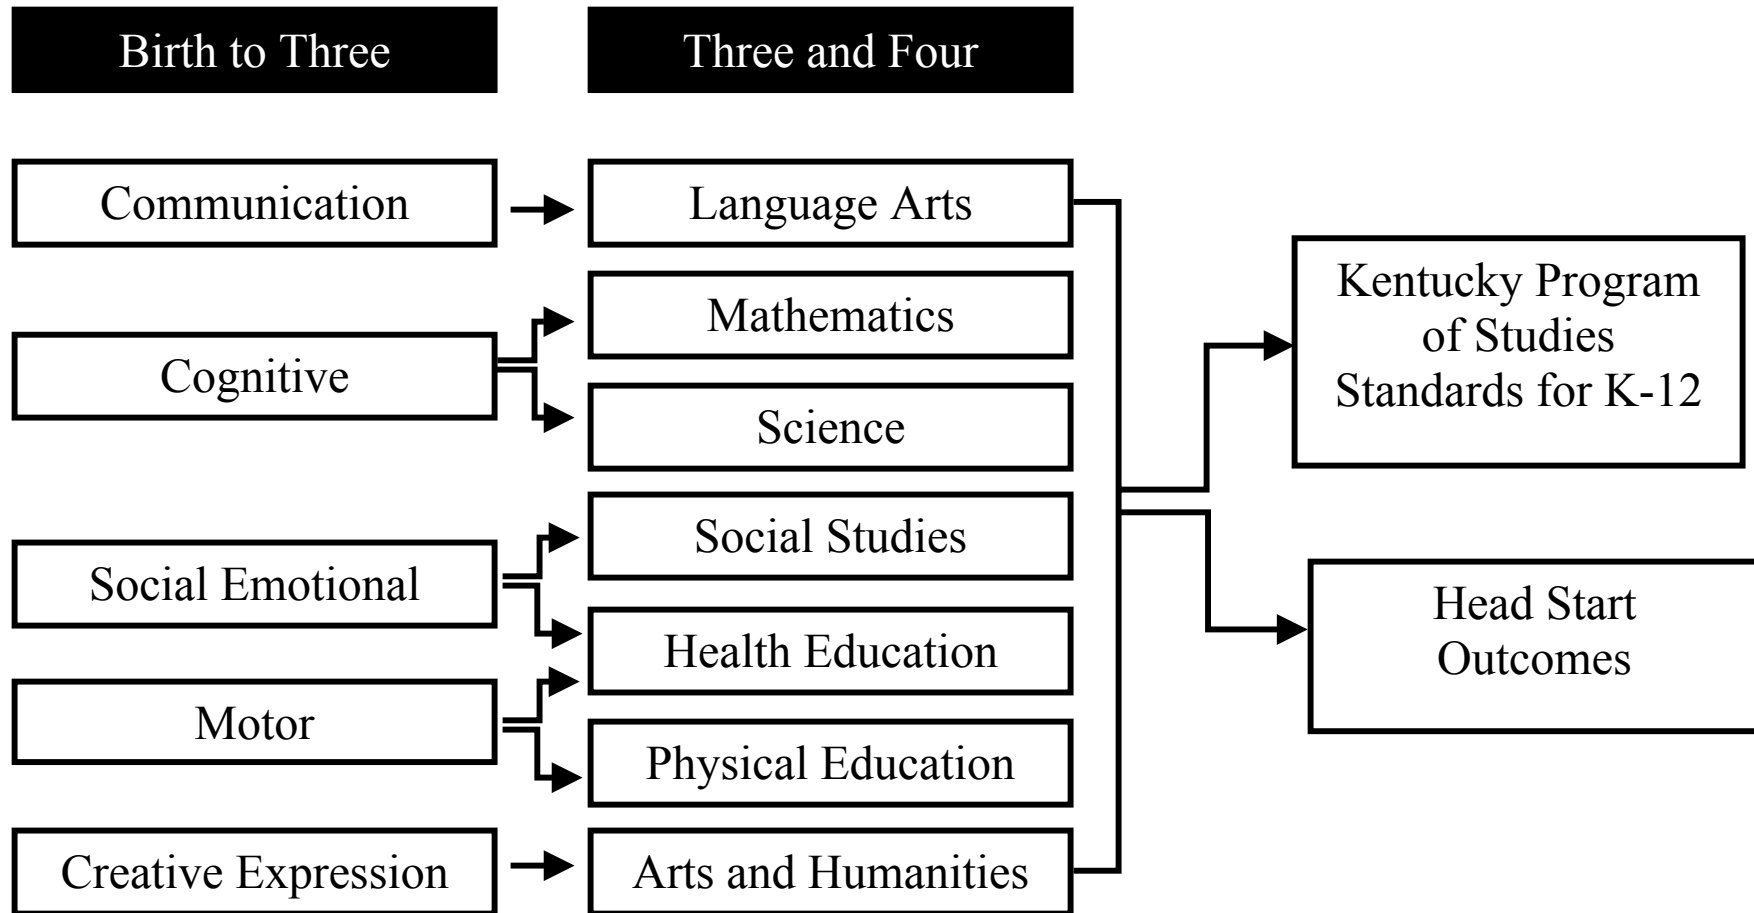 Birth to Three
Three and Four
Communication
Language Arts
Mathematics
Cognitive
Science
Social Emotional
Social Studies
Health Education
Motor
Physical Education
Creative Expression
Arts and Humanities
Kentucky Program
of Studies
Standards for K-12
Head Start
Outcomes